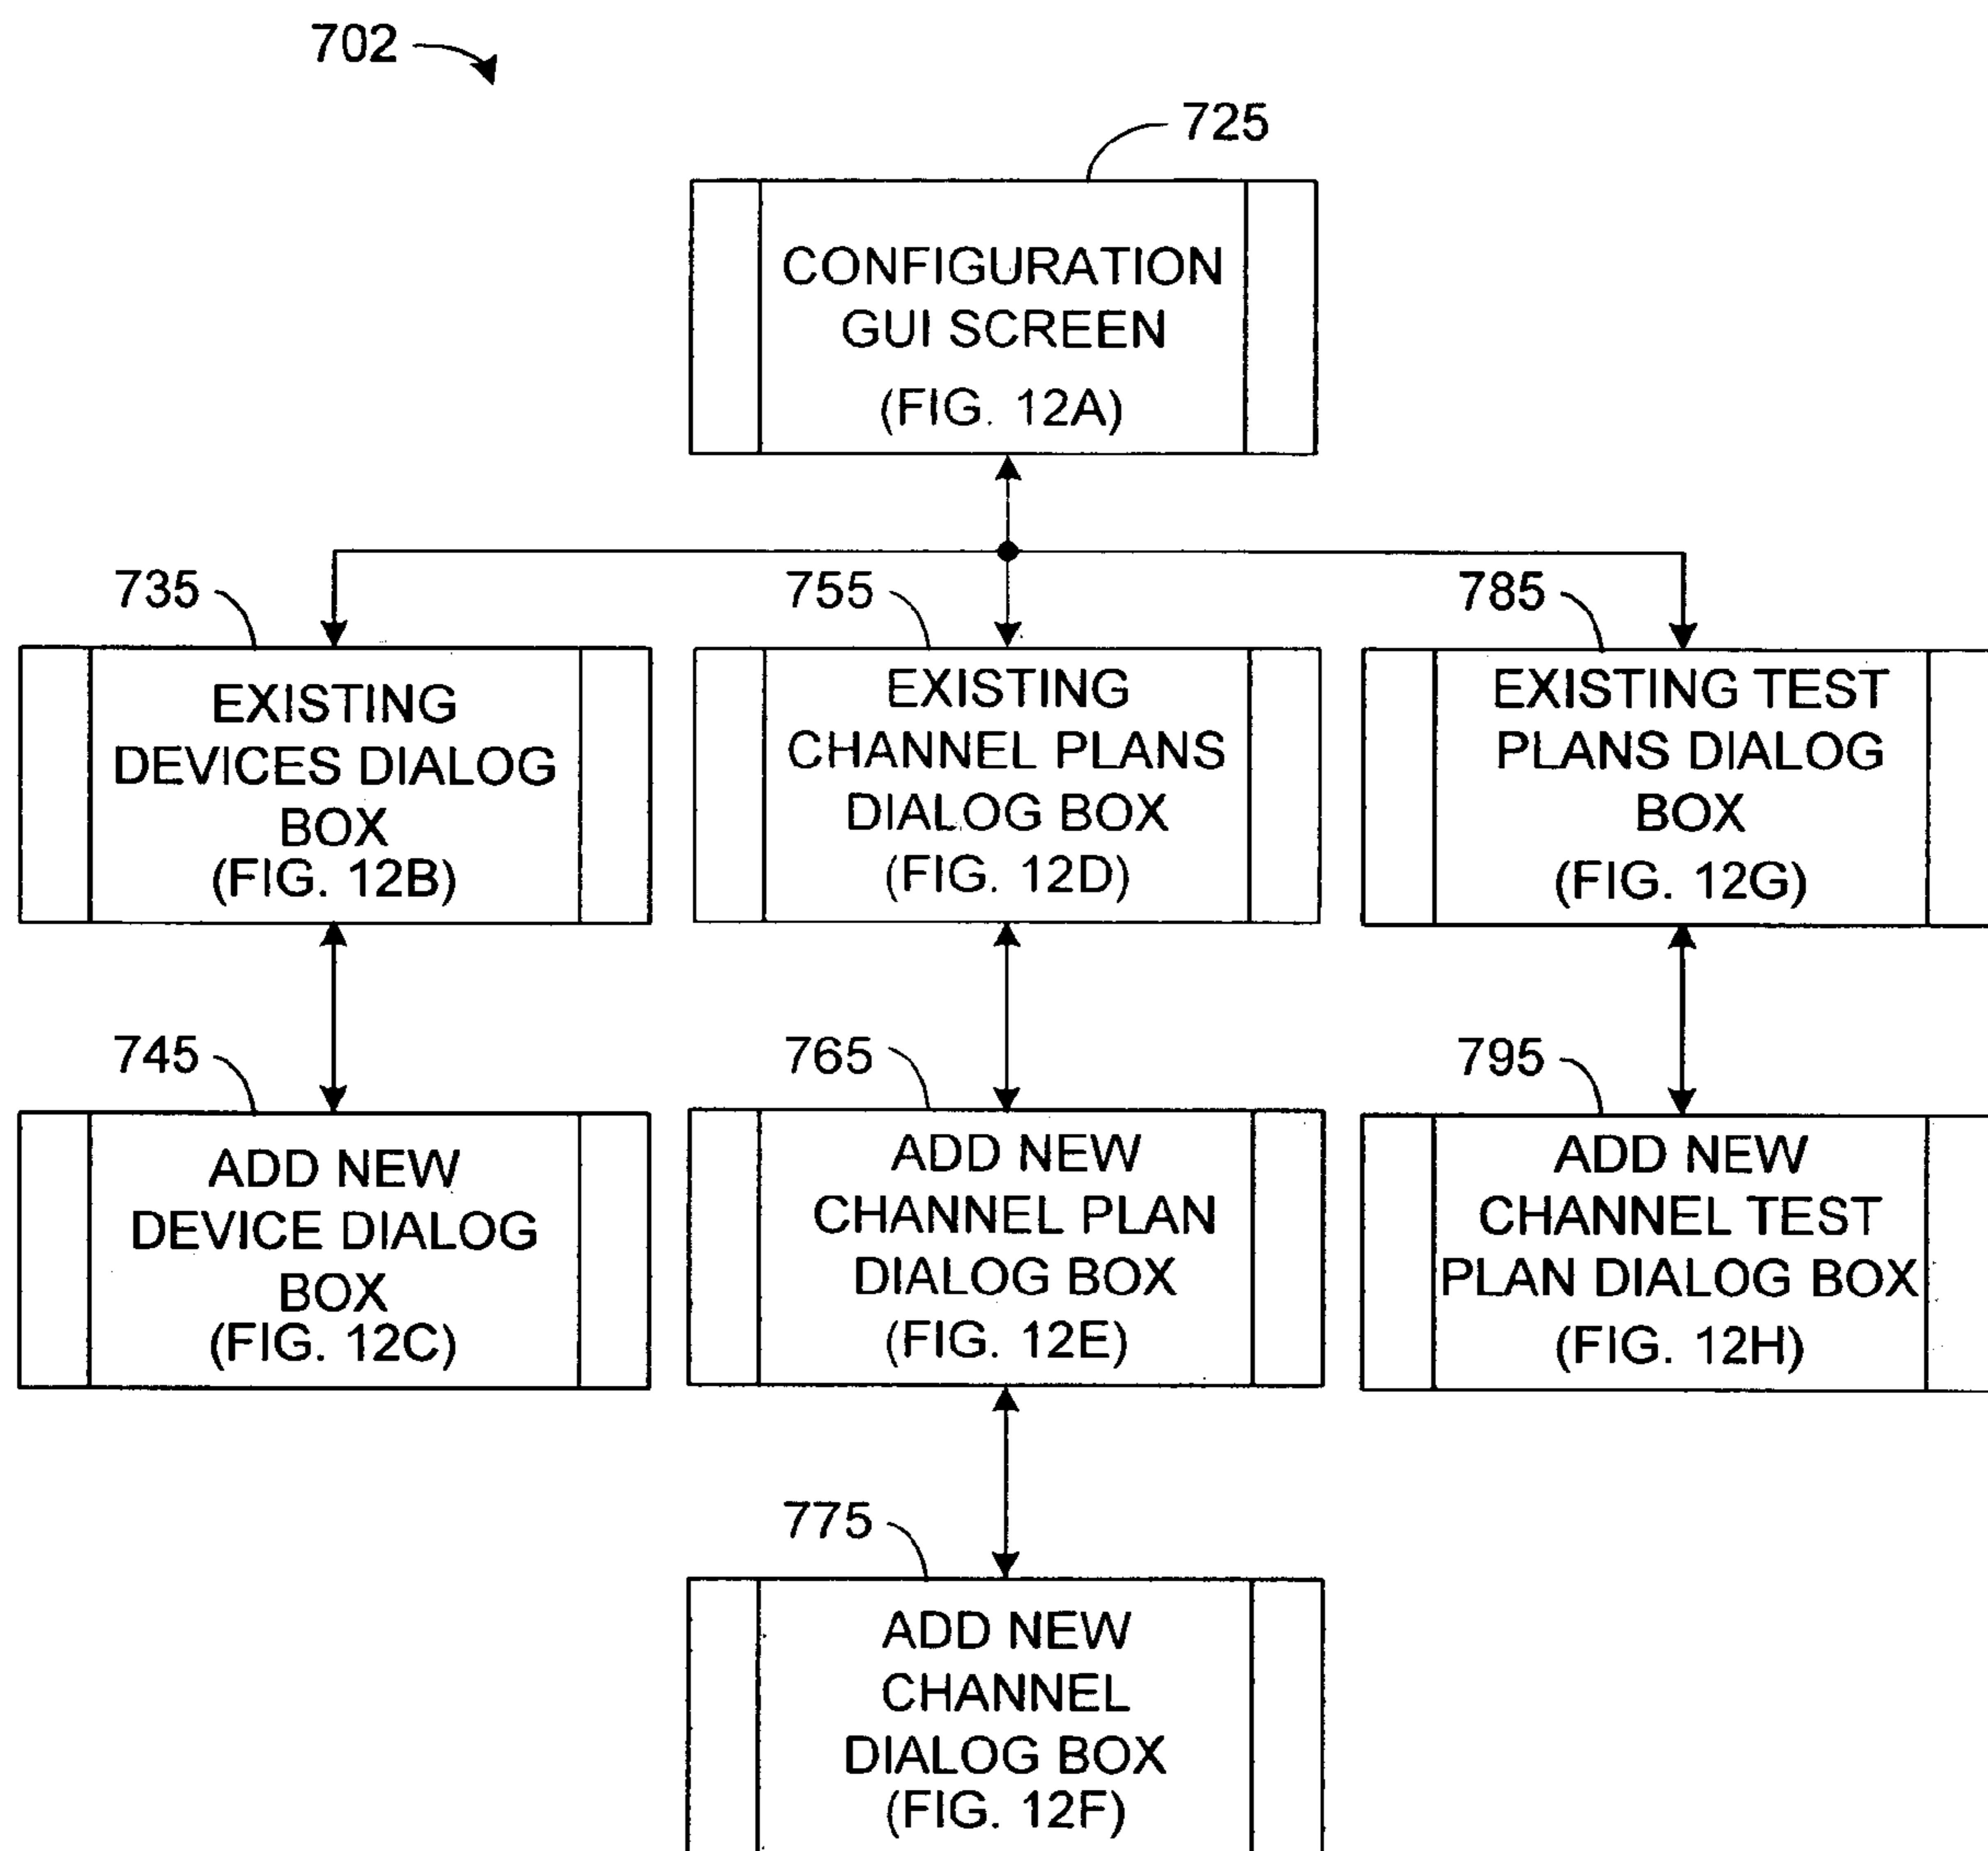 702
725
CONFIGURATION
GUI SCREEN
(FIG. 12A)
735
EXISTING
DEVICES DIALOG
BOX
(FIG. 12B)
755
EXISTING
CHANNEL PLANS
DIALOG BOX
(FIG. 12D)
785
EXISTING TEST
PLANS DIALOG
BOX
(FIG. 12G)
745
ADD NEW
DEVICE DIALOG
BOX
(FIG. 12C)
765
ADD NEW
CHANNEL PLAN
DIALOG BOX
(FIG. 12E)
795
ADD NEW
CHANNEL TEST
PLAN DIALOG BOX
(FIG. 12H)
775
ADD NEW
CHANNEL
DIALOG BOX
(FIG. 12F)